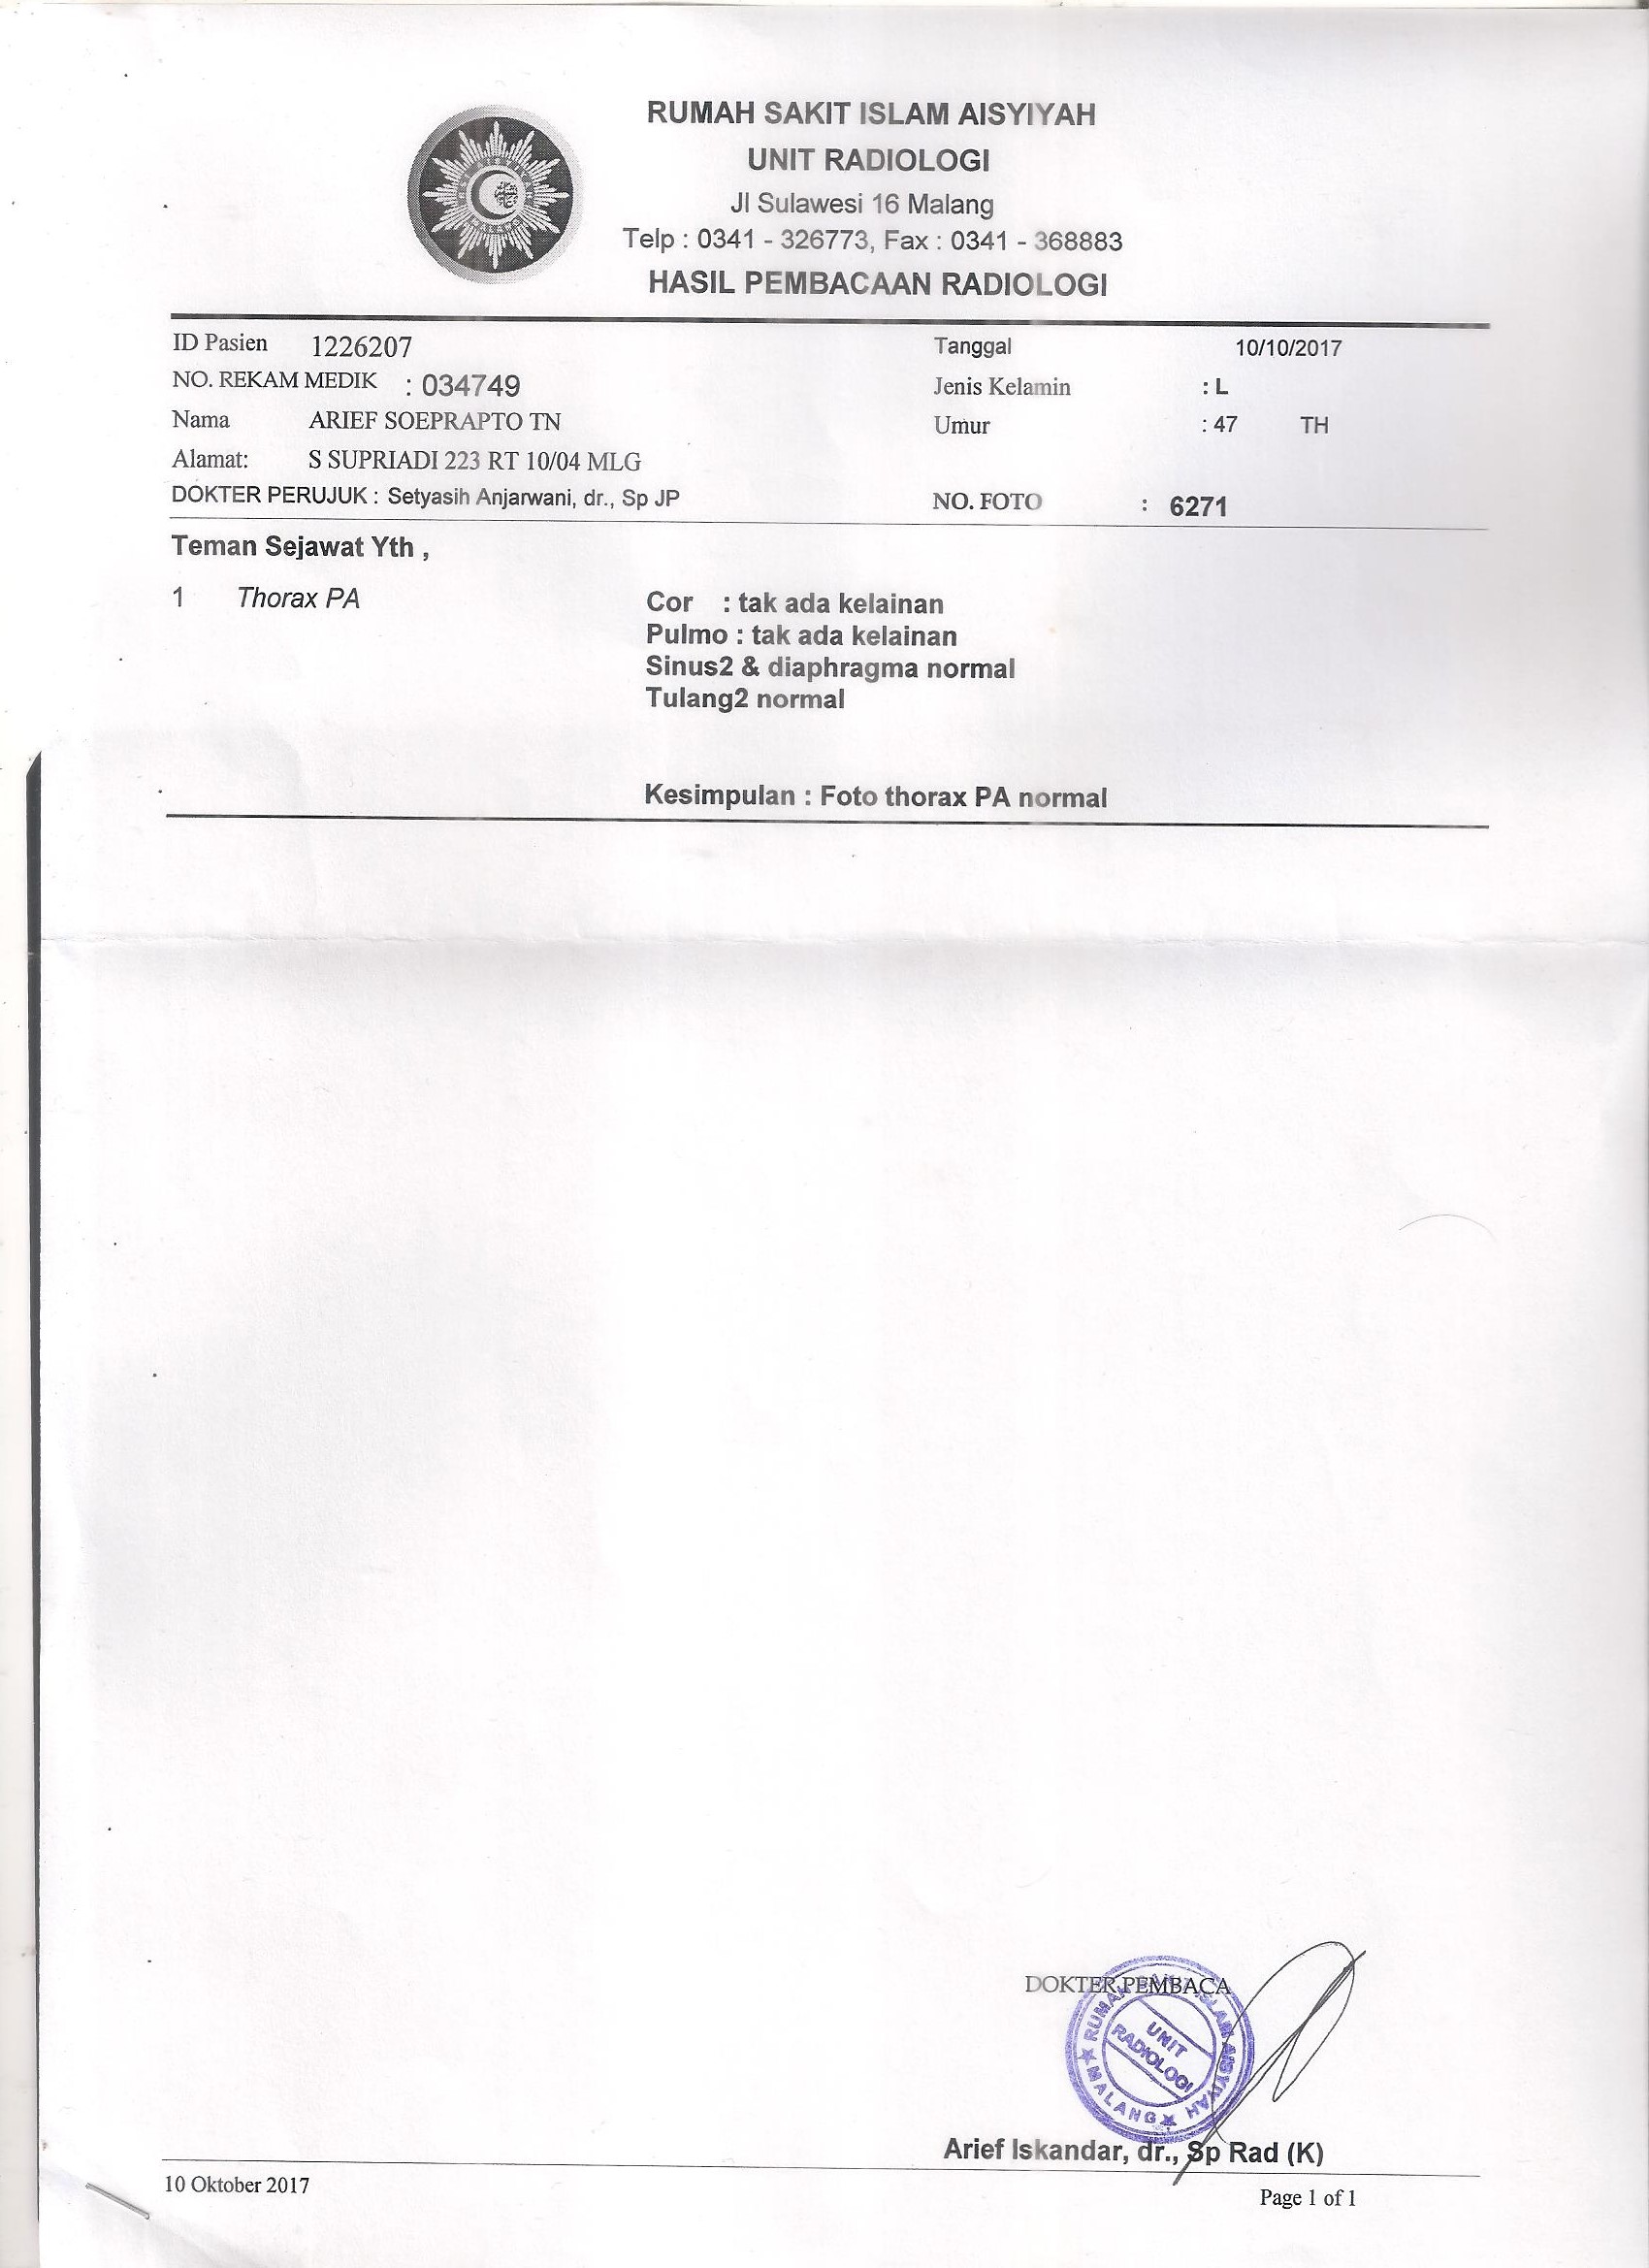 RUMAH SAKIT ISLAM AISYIYAH
UNIT RADIOLOGI
Jl Sulawesi 16 Malang
Telp : 0341 - 326773, Fax : 0341 - 368883
HASIL PEMBACAAN RADIOLOGI
ID Pasien 1226207 Tanggal 10/10/2017
NO. REKAM MEDIK : 034749 Jenis Kelamin : L
Nama ARIEF SOEPRAPTO TN Umur : 47 TH
Alamat: S SUPRIADI 223 RT 10/04 MLG
DOKTER PERUJUK : Setyasih Anjarwani, dr., Sp JP NO. FOTO : 6271
Teman Sejawat Yth ,
1 Thorax PA Cor : tak ada kelainan
Pulmo : tak ada kelainan
Sinus2 & diaphragma normal
Tulang2 normal
Kesimpulan : Foto thorax PA normal
DOKTER PEMBACA
RUMAH SAKIT ISLAM AISYIYAH
UNIT
RADIOLOGI
★ MALANG ★
Arief Iskandar, dr., Sp Rad (K)
10 Oktober 2017
Page 1 of 1